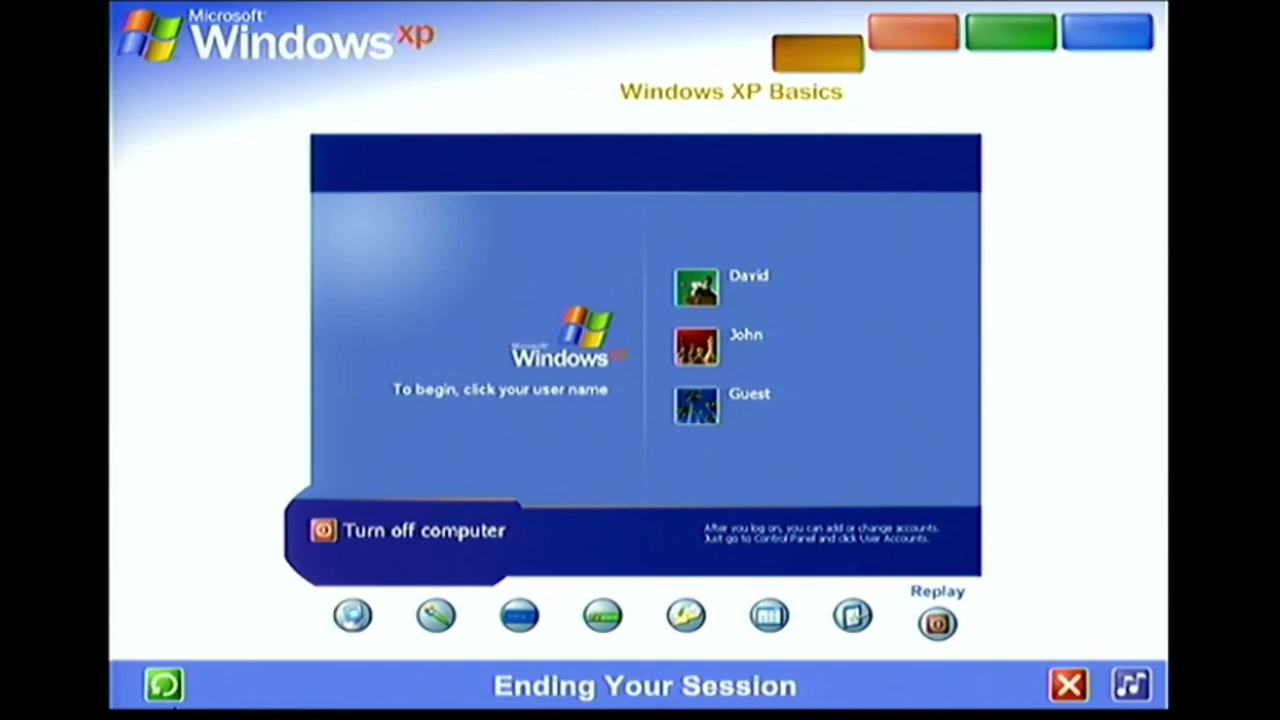 Microsoft
Windows xp
Windows XP Basics
David
John
Microsoft
Windows xp
To begin, click your user name
Guest
Turn off computer
After you log on, you can add or change accounts.
Just go to Control Panel and click User Accounts.
Replay
Ending Your Session